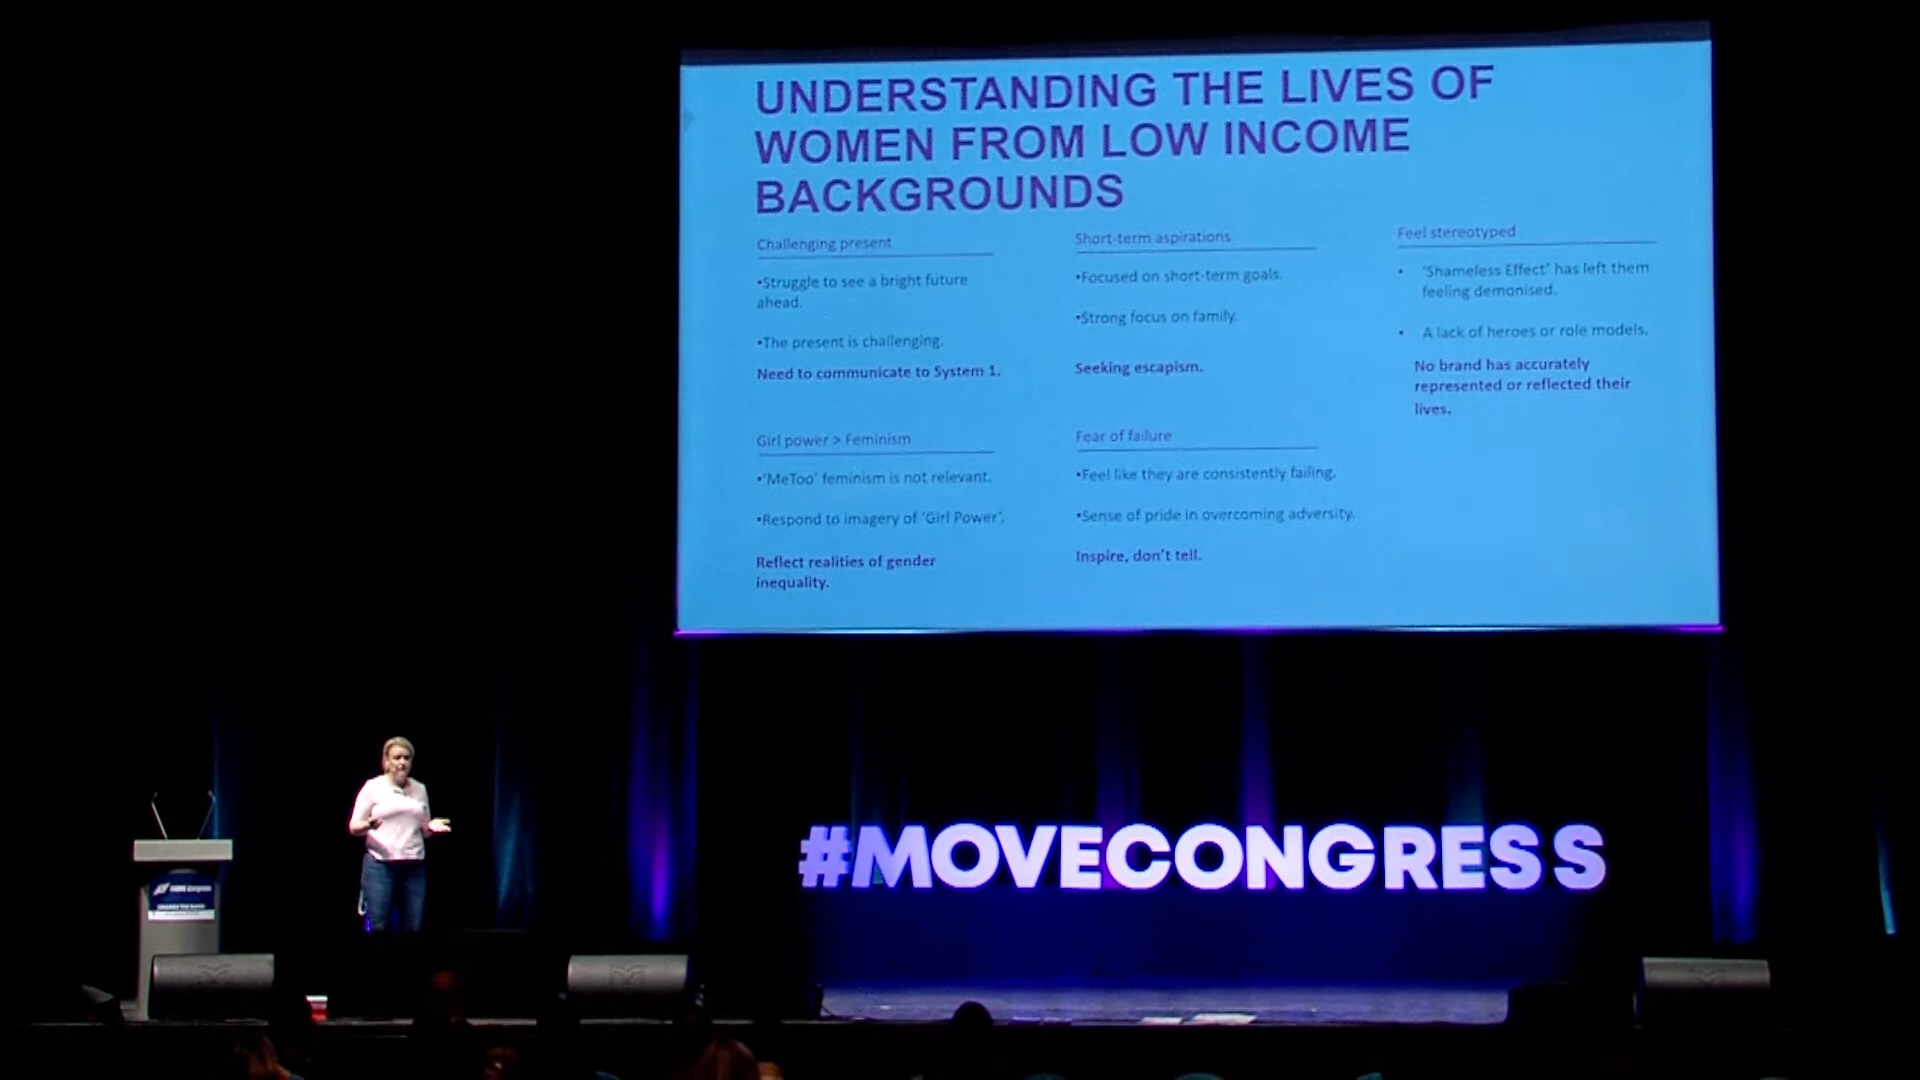 UNDERSTANDING THE LIVES OF
WOMEN FROM LOW INCOME
BACKGROUNDS
Challenging present
•Struggle to see a bright future
ahead.
•The present is challenging.
Need to communicate to System 1.
Short-term aspirations
•Focused on short-term goals.
•Strong focus on family.
Seeking escapism.
Feel stereotyped
• 'Shameless Effect' has left them
feeling demonised.
• A lack of heroes or role models.
No brand has accurately
represented or reflected their
lives.
Girl power > Feminism
•'MeToo' feminism is not relevant.
•Respond to imagery of 'Girl Power'.
Reflect realities of gender
inequality.
Fear of failure
•Feel like they are consistently failing.
•Sense of pride in overcoming adversity.
Inspire, don't tell.
#MOVECONGRESS
MOVE Congress